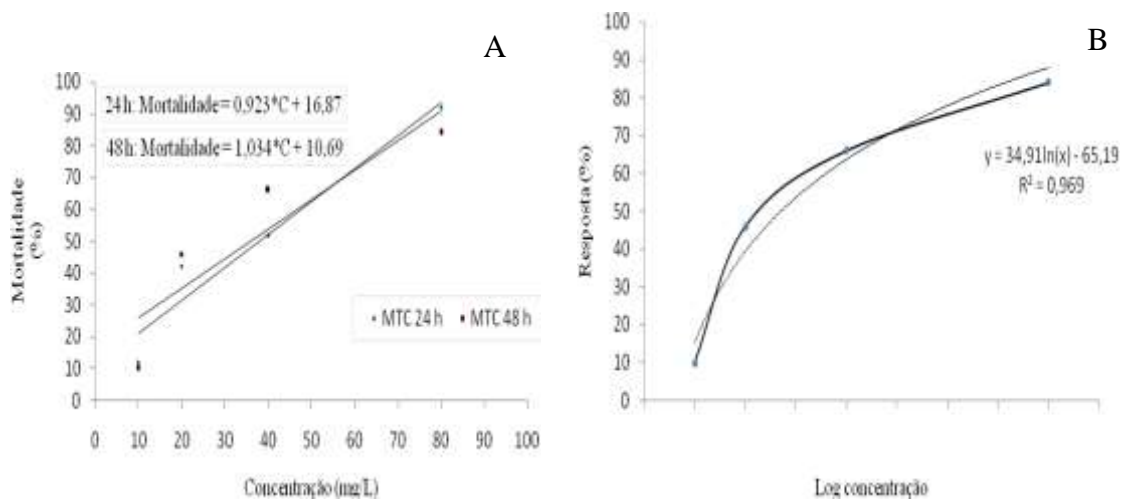 A
Mortalidade
(%)
100
90
80
70
60
50
40
30
20
10
0
24 h: Mortalidade = 0,923*C + 16,87
48 h: Mortalidade = 1,034*C + 10,69
MTC 24 h
MTC 48 h
0 10 20 30 40 50 60 70 80 90 100
Concentração (mg/L)
B
Resposta (%)
100
90
80
70
60
50
40
30
20
10
0
y = 34,91ln(x) - 65,19
R² = 0,969
Log concentração